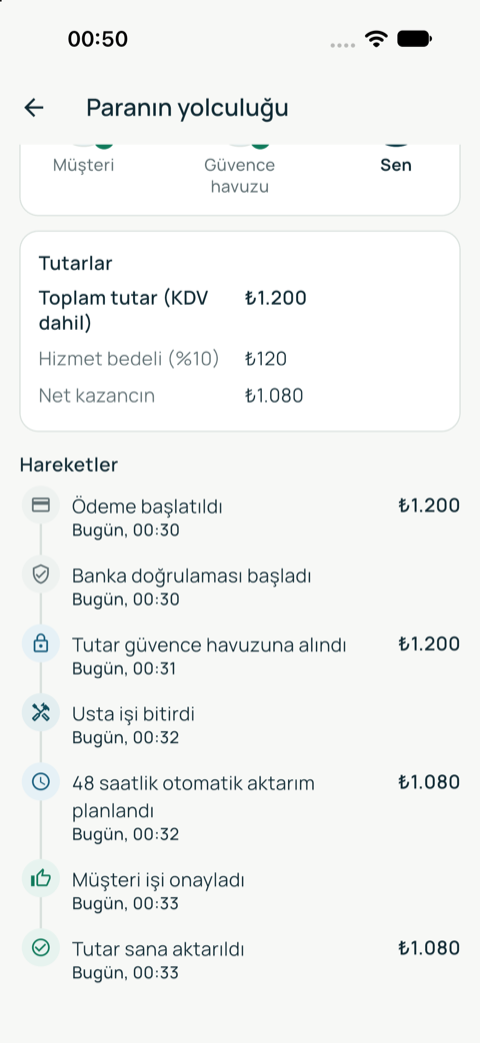 00:50
Paranın yolculuğu
Müşteri
Güvence
havuzu
Sen
Tutarlar
Toplam tutar (KDV
dahil)
₺1.200
Hizmet bedeli (%10)
₺120
Net kazancın
₺1.080
Hareketler
Ödeme başlatıldı
₺1.200
Bugün, 00:30
Banka doğrulaması başladı
Bugün, 00:30
Tutar güvence havuzuna alındı
₺1.200
Bugün, 00:31
Usta işi bitirdi
Bugün, 00:32
48 saatlik otomatik aktarım
planlandı
₺1.080
Bugün, 00:32
Müşteri işi onayladı
Bugün, 00:33
Tutar sana aktarıldı
₺1.080
Bugün, 00:33